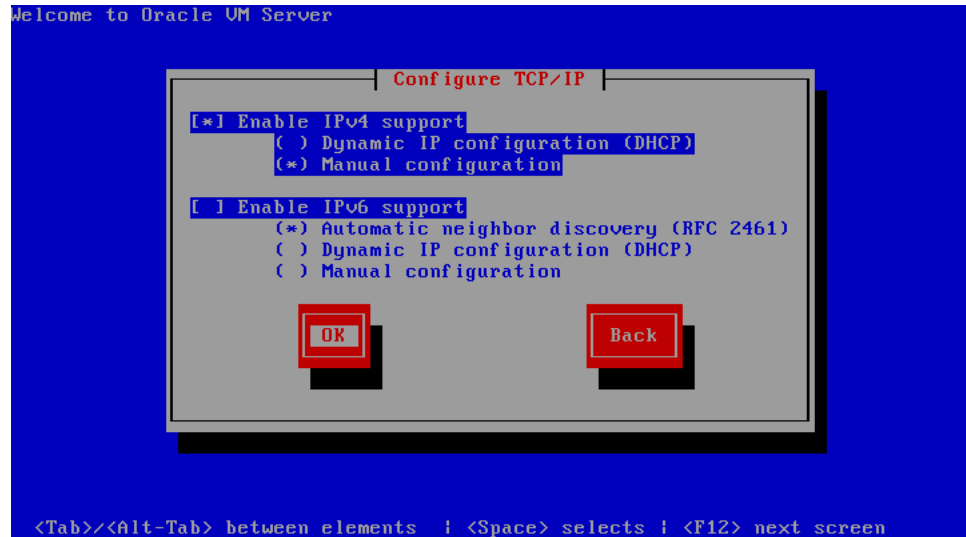 Welcome to Oracle VM Server
Configure TCP/IP
[*] Enable IPv4 support
( ) Dynamic IP configuration (DHCP)
(*) Manual configuration
[ ] Enable IPv6 support
(*) Automatic neighbor discovery (RFC 2461)
( ) Dynamic IP configuration (DHCP)
( ) Manual configuration
OK Back
<Tab>/<Alt-Tab> between elements | <Space> selects | <F12> next screen